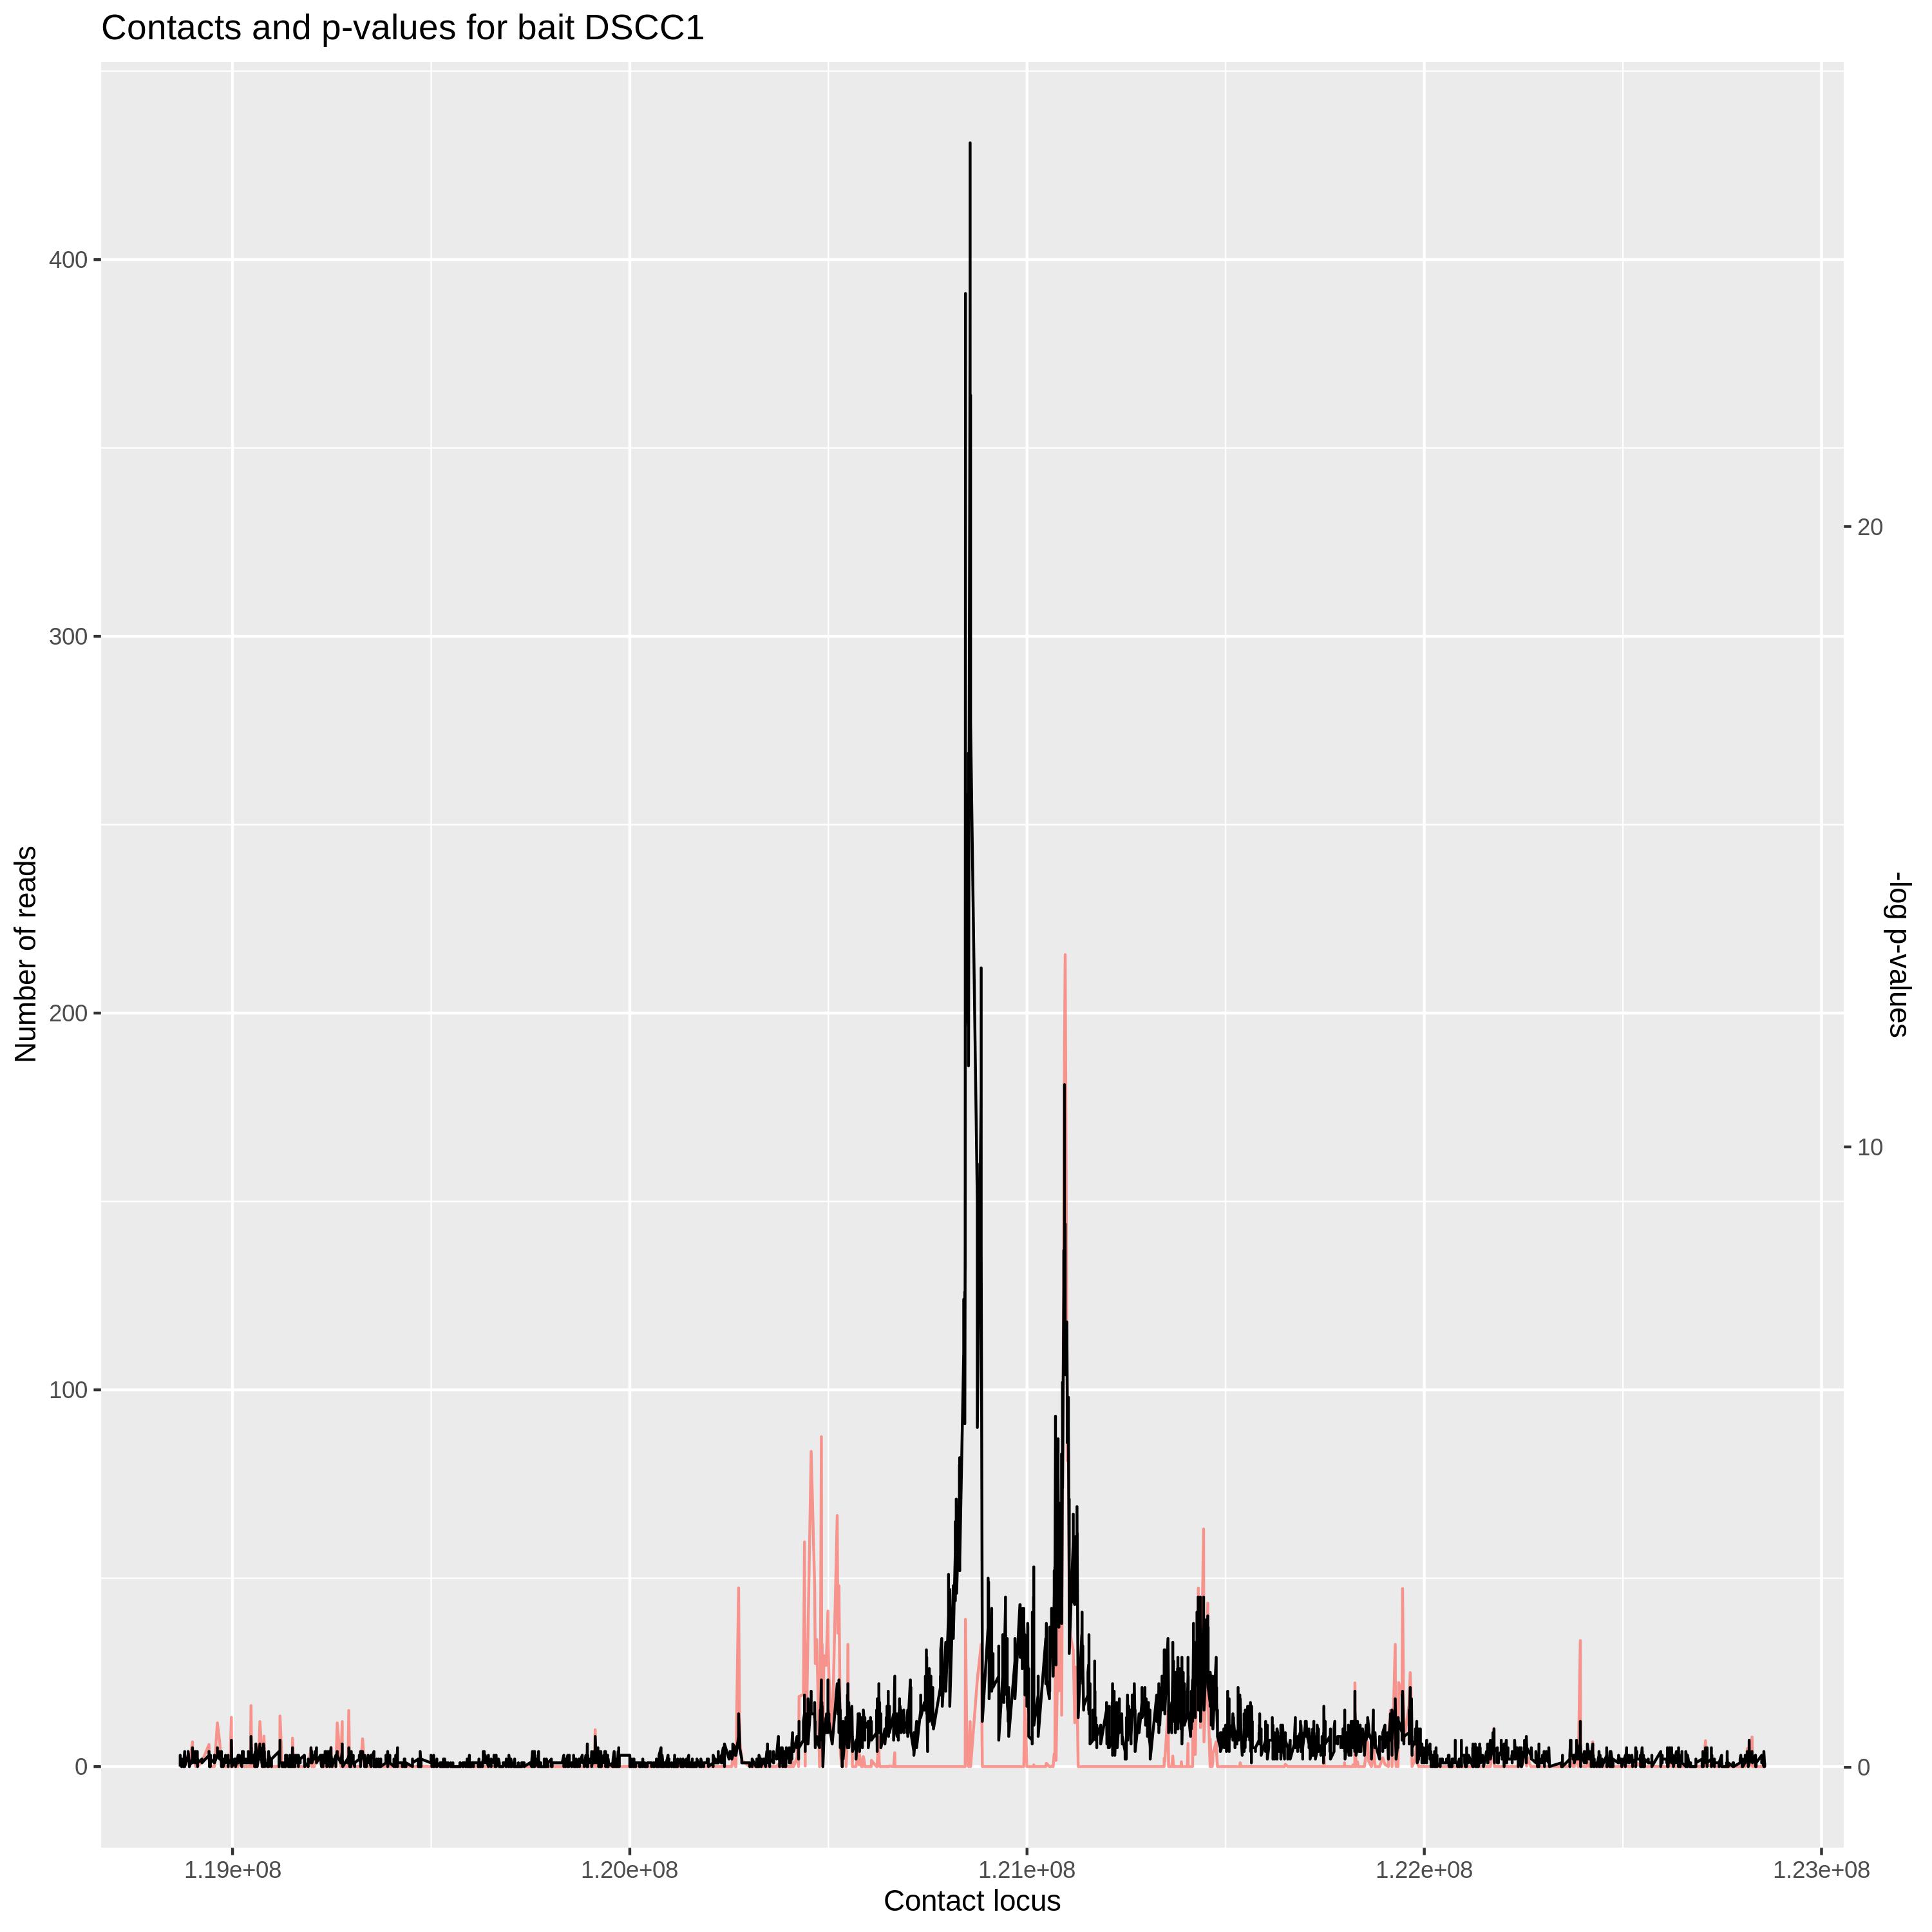 Contacts and p-values for bait DSCC1
400
300
200
100
0
Number of reads
20
10
0
-log p-values
1.19e+08
1.20e+08
1.21e+08
1.22e+08
1.23e+08
Contact locus